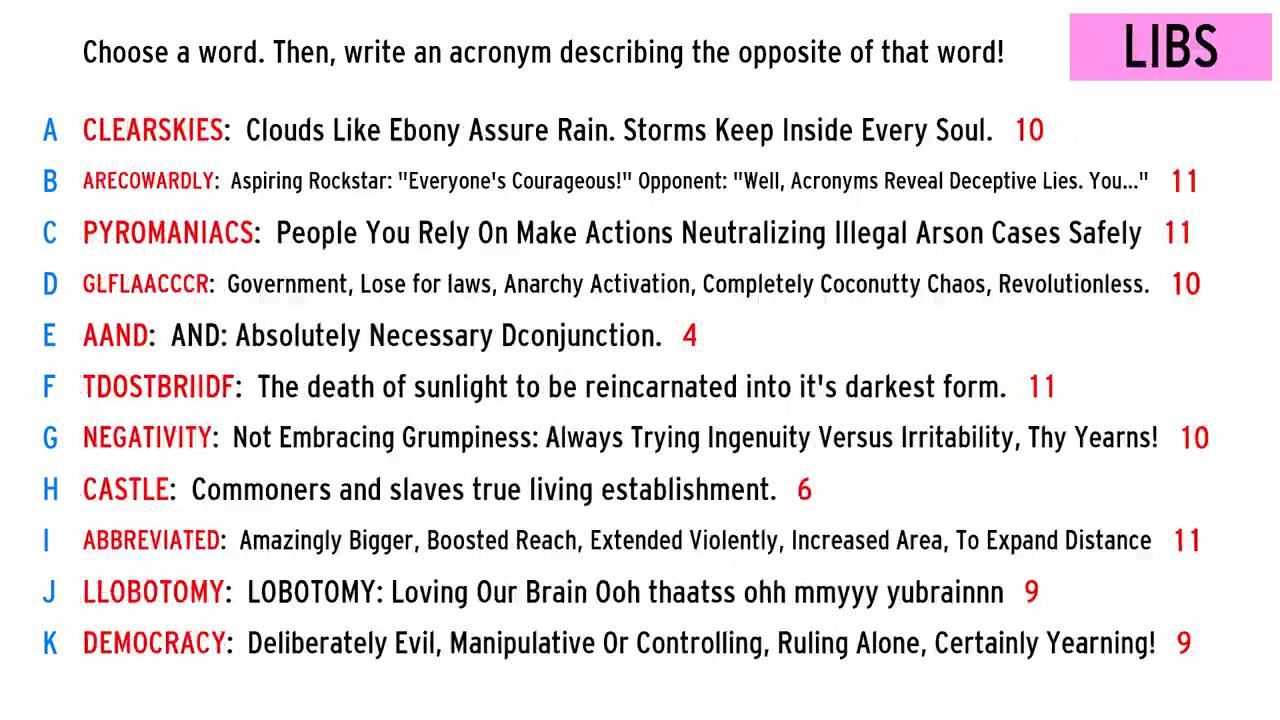 Choose a word. Then, write an acronym describing the opposite of that word!
LIBS
A CLEARSKIES: Clouds Like Ebony Assure Rain. Storms Keep Inside Every Soul. 10
B ARECOWARDLY: Aspiring Rockstar: "Everyone's Courageous!" Opponent: "Well, Acronyms Reveal Deceptive Lies. You..." 11
C PYROMANIACS: People You Rely On Make Actions Neutralizing Illegal Arson Cases Safely 11
D GLFLAACCCR: Government, Lose for laws, Anarchy Activation, Completely Coconutty Chaos, Revolutionless. 10
E AAND: AND: Absolutely Necessary Dconjunction. 4
F TDOSTBRIIDF: The death of sunlight to be reincarnated into it's darkest form. 11
G NEGATIVITY: Not Embracing Grumpiness: Always Trying Ingenuity Versus Irritability, Thy Yearns! 10
H CASTLE: Commoners and slaves true living establishment. 6
I ABBREVIATED: Amazingly Bigger, Boosted Reach, Extended Violently, Increased Area, To Expand Distance 11
J LLOBOTOMY: LOBOTOMY: Loving Our Brain Ooh thaatss ohh mmyyy yubrainnn 9
K DEMOCRACY: Deliberately Evil, Manipulative Or Controlling, Ruling Alone, Certainly Yearning! 9